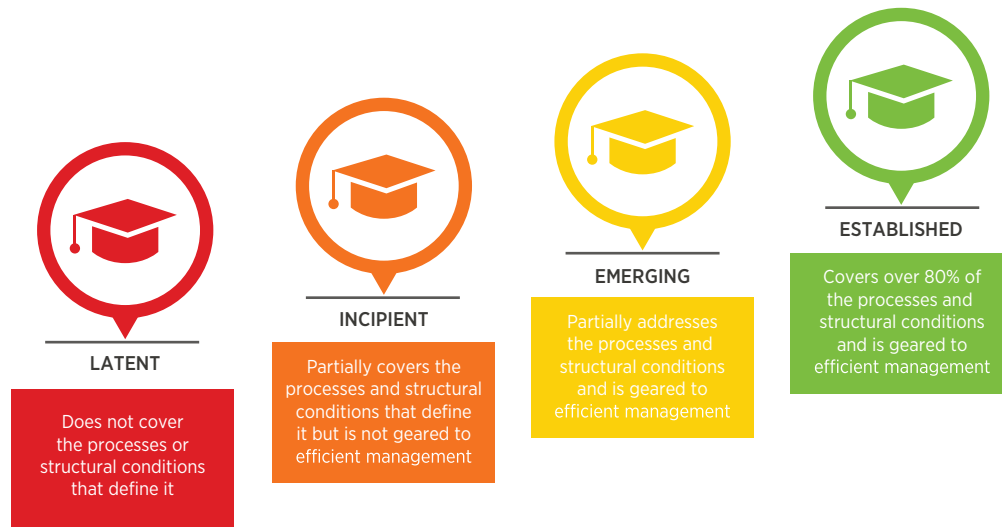 LATENT
Does not cover
the processes or
structural conditions
that define it
INCIPIENT
Partially covers the
processes and structural
conditions that define
it but is not geared to
efficient management
EMERGING
Partially addresses
the processes and
structural conditions
and is geared to
efficient management
ESTABLISHED
Covers over 80% of
the processes and
structural conditions
and is geared to
efficient management